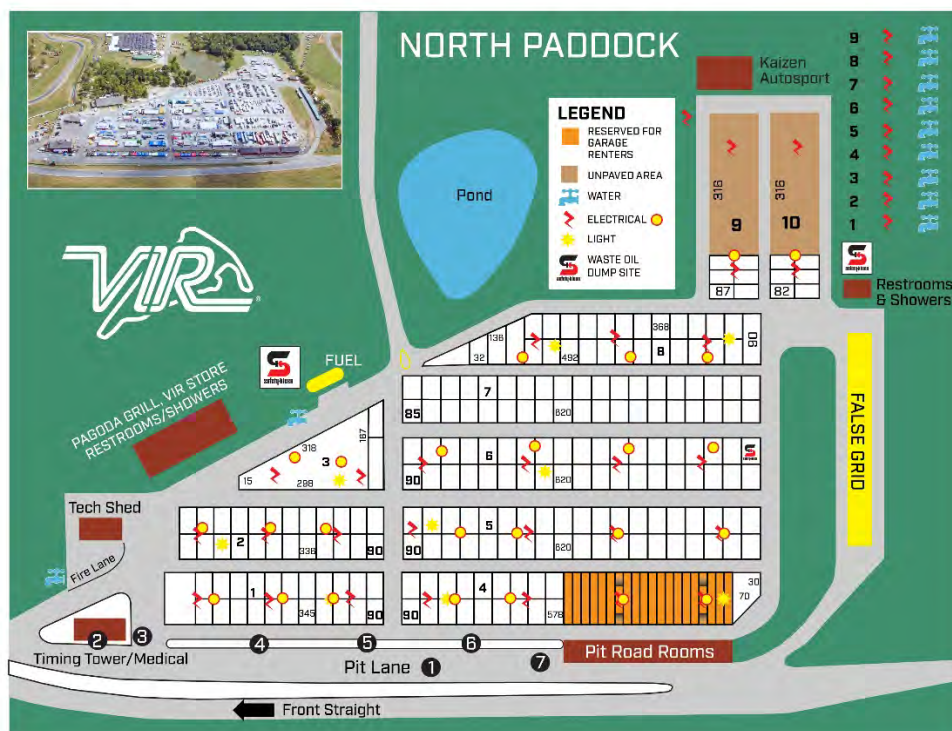 NORTH PADDOCK
Kaizen
Autosport
9
8
7
6
5
4
3
2
1
LEGEND
RESERVED FOR
GARAGE
RENTERS
UNPAVED AREA
WATER
ELECTRICAL
LIGHT
WASTE OIL
DUMP SITE
Pond
316
316
9
10
87
82
Restrooms
& Showers
VIR
FUEL
PAGODA GRILL, VIR STORE
RESTROOMS/SHOWERS
136
32
492
368
8
90
85
7
620
318
167
3
15
298
90
6
620
FALSE GRID
Tech Shed
Fire Lane
2
336
90
90
5
620
1
345
90
90
4
578
30
70
2
3
4
5
6
7
1
Timing Tower/Medical
Pit Lane
Pit Road Rooms
Front Straight